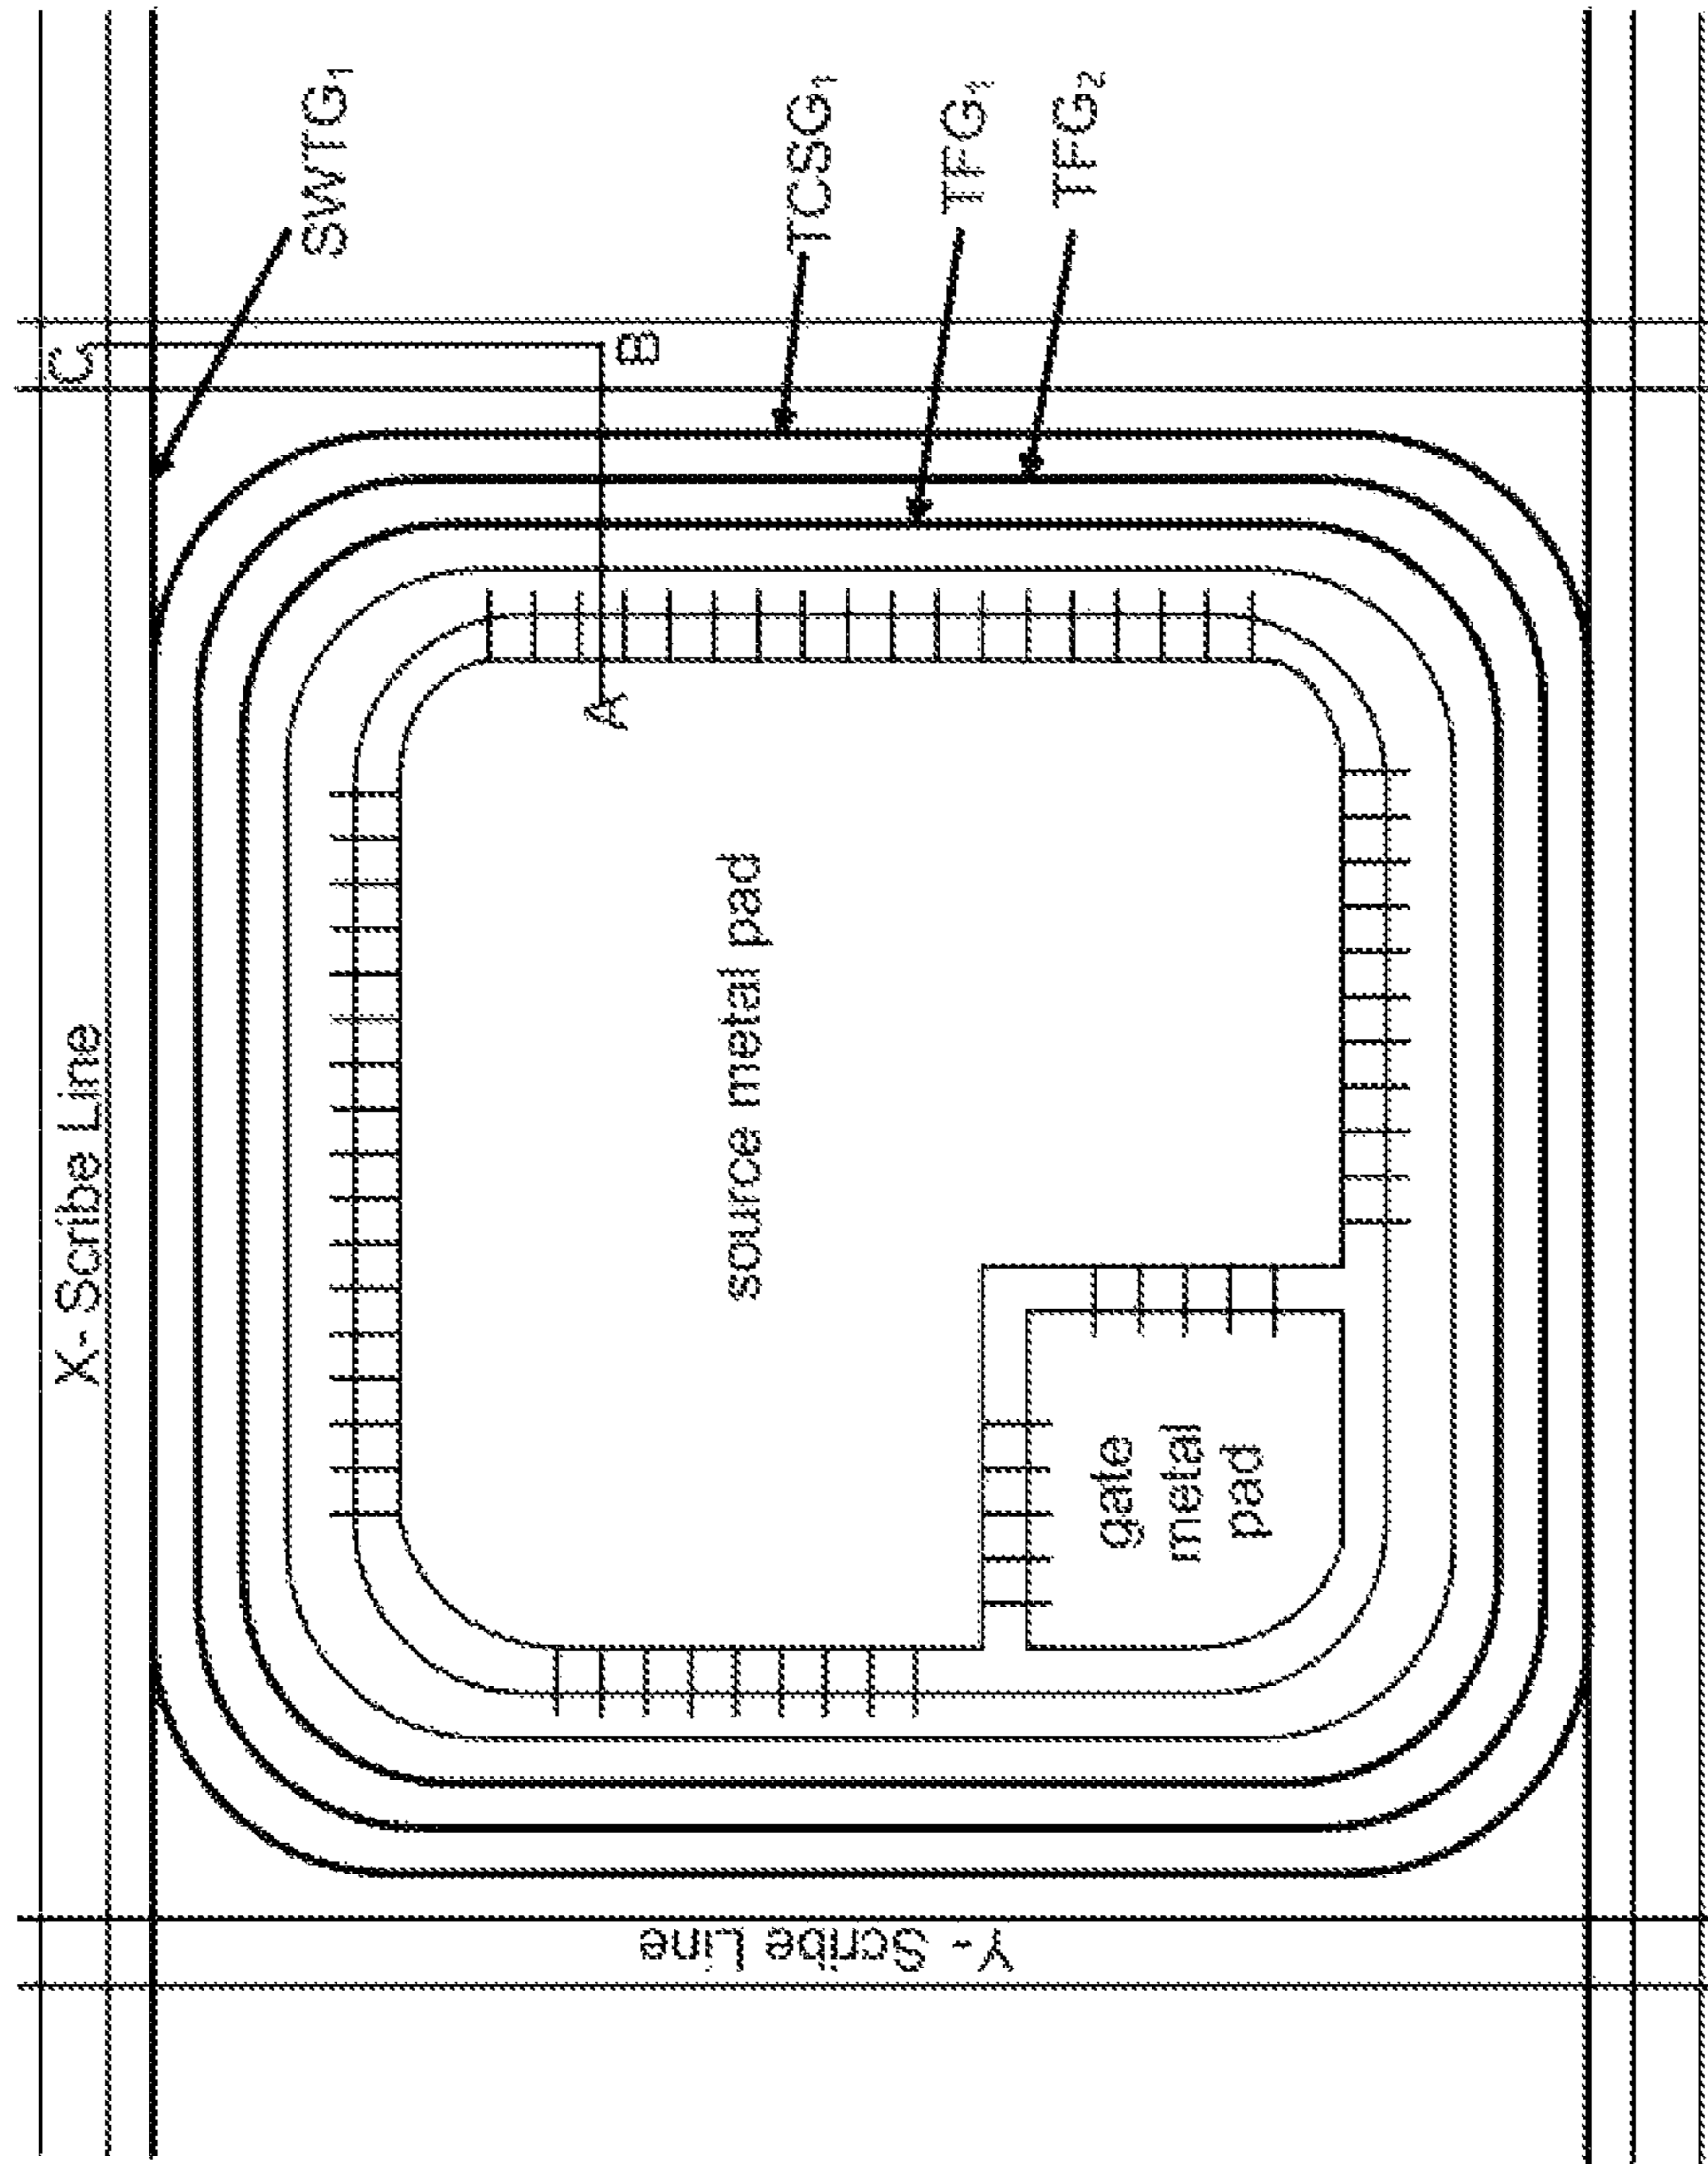 X- Scribe Line
C
SWTG₁
B
TCSG₁
TFG₁
TFG₂
A
source metal pad
gate
metal
pad
Y- Scribe Line